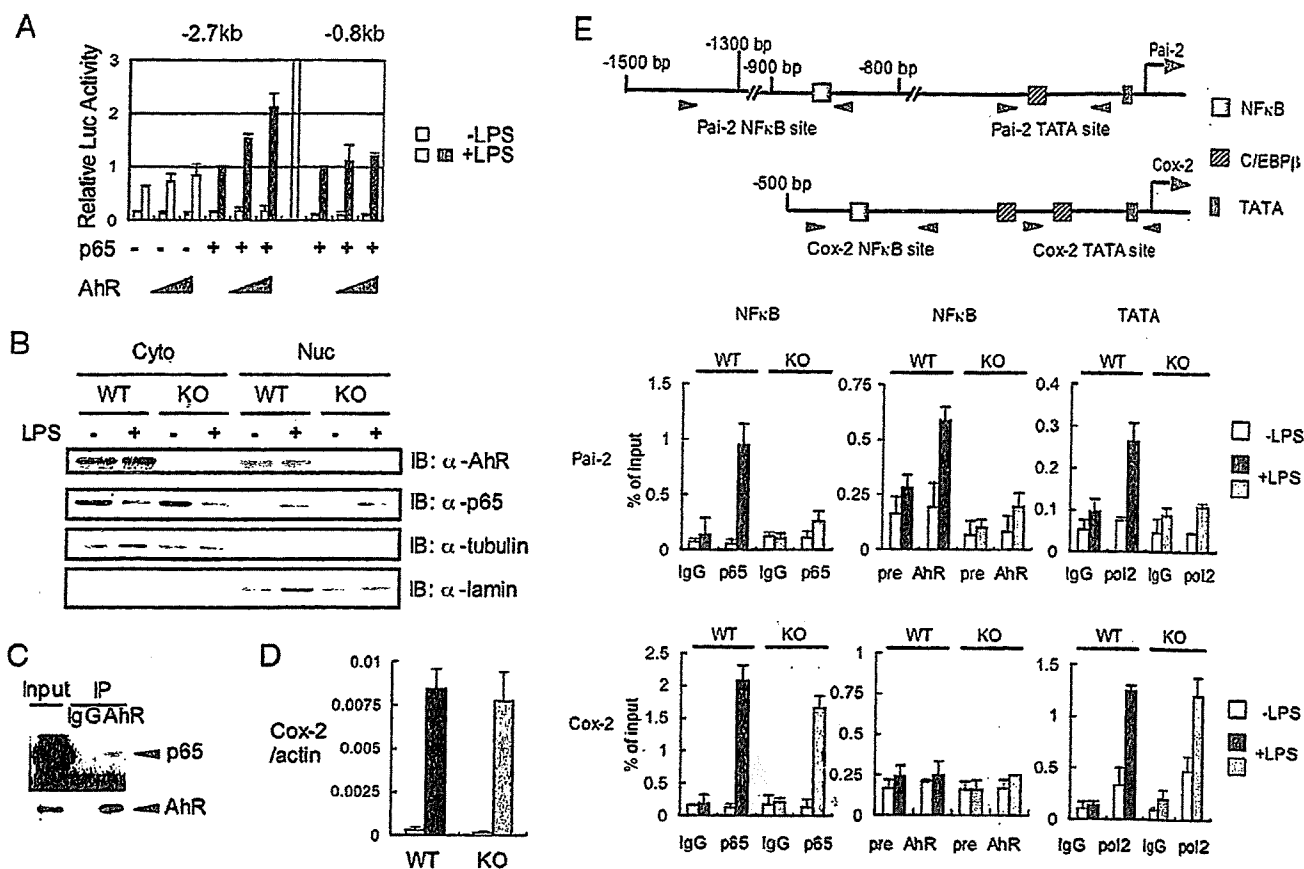 A
-2.7kb -0.8kb
Relative Luc Activity
3
2
1
0
-LPS
+LPS
p65 - - - + + + + + +
AhR
B
Cyto Nuc
WT KO WT KO
LPS - + - + - + - +
IB: α-AhR
IB: α-p65
IB: α-tubulin
IB: α-lamin
C
Input IP
IgG AhR
p65
AhR
D
Cox-2
/actin
0.01
0.0075
0.005
0.0025
0
WT KO
E
-1500 bp -1300 bp -900 bp -800 bp Pai-2
Pai-2 NFκB site Pai-2 TATA site
-500 bp Cox-2
Cox-2 NFκB site Cox-2 TATA site
NFκB
C/EBPβ
TATA
NFκB NFκB TATA
Pai-2
% of input
WT KO
1.5
1
0.5
0
IgG p65 IgG p65
WT KO
0.75
0.5
0.25
0
pre AhR pre AhR
WT KO
0.4
0.3
0.2
0.1
0
IgG pol2 IgG pol2
-LPS
+LPS
Cox-2
% of input
WT KO
2.5
2
1.5
1
0.5
0
IgG p65 IgG p65
WT KO
1
0.75
0.5
0.25
0
pre AhR pre AhR
WT KO
1.5
1
0.5
0
IgG pol2 IgG pol2
-LPS
+LPS